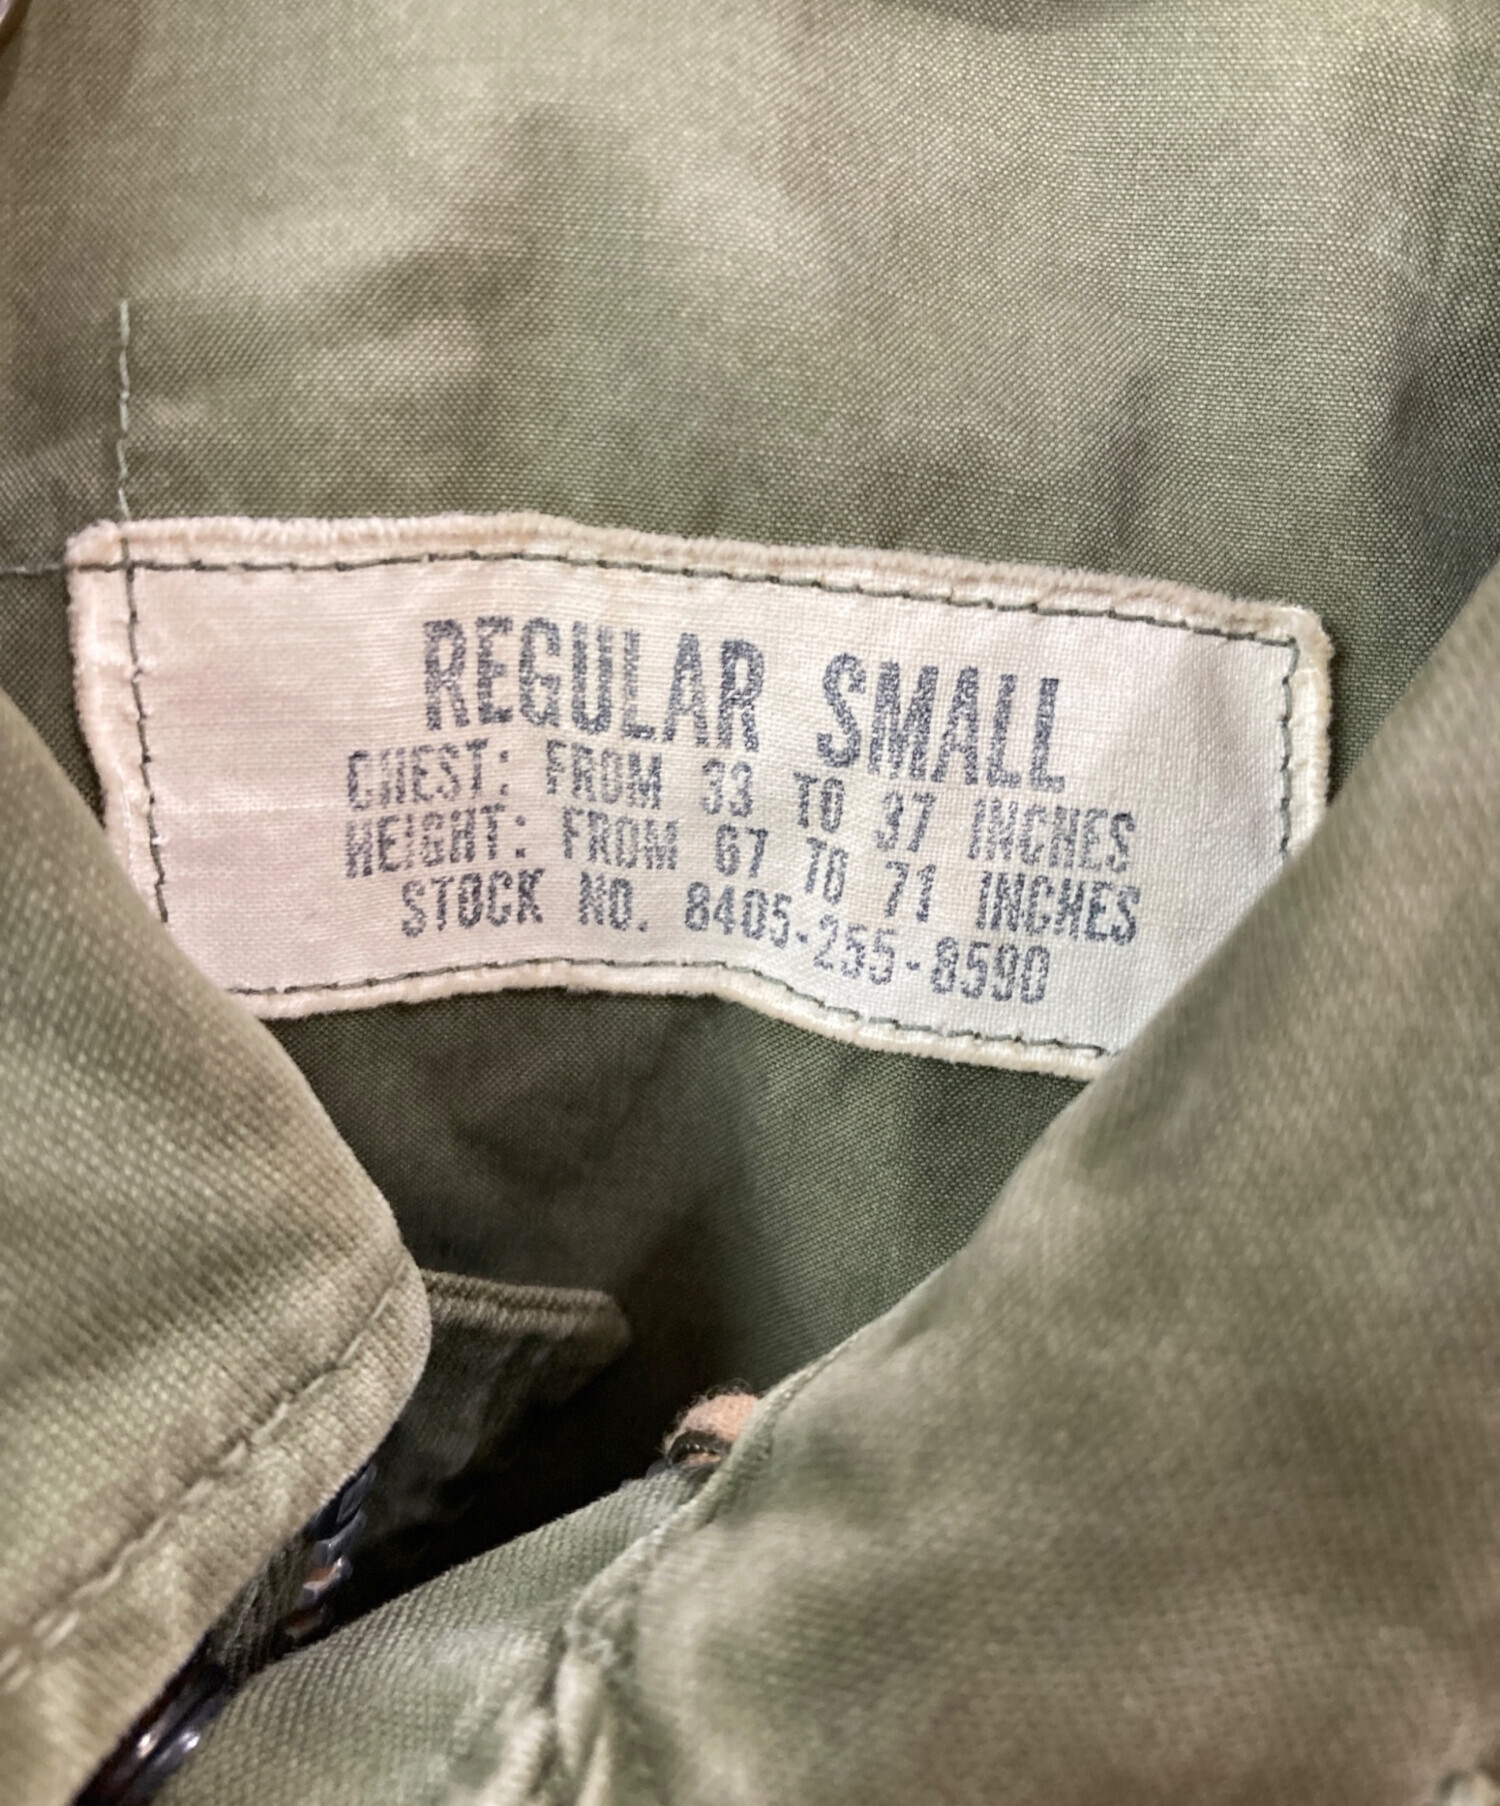 REGULAR SMALL
CHEST: FROM 33 TO 37 INCHES
HEIGHT: FROM 67 TO 71 INCHES
STOCK NO. 8405-255-8590